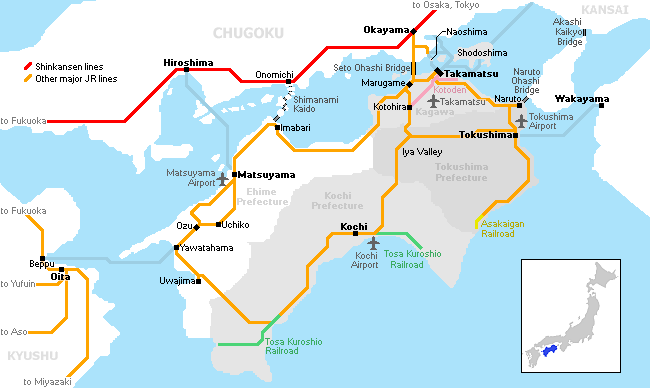 to Osaka, Tokyo
KANSAI
CHUGOKU
Okayama
Naoshima
Akashi
Kaikyo
Bridge
Shodoshima
Shinkansen lines
Other major JR lines
Hiroshima
Onomichi
Seto Ohashi Bridge
Takamatsu
Marugame
Naruto
Ohashi
Bridge
Kotoden
Shimanami
Kaido
Kotohira
Takamatsu
Naruto
Wakayama
Kagawa
to Fukuoka
Imabari
Tokushima
Airport
Tokushima
Iya Valley
Matsuyama
Airport
Matsuyama
Tokushima
Prefecture
Ehime
Prefecture
Kochi
Prefecture
to Fukuoka
Ozu
Uchiko
Kochi
Asakaigan
Railroad
Yawatahama
Beppu
Kochi
Airport
Tosa Kuroshio
Railroad
Oita
Uwajima
to Yufuin
to Aso
Tosa Kuroshio
Railroad
KYUSHU
to Miyazaki